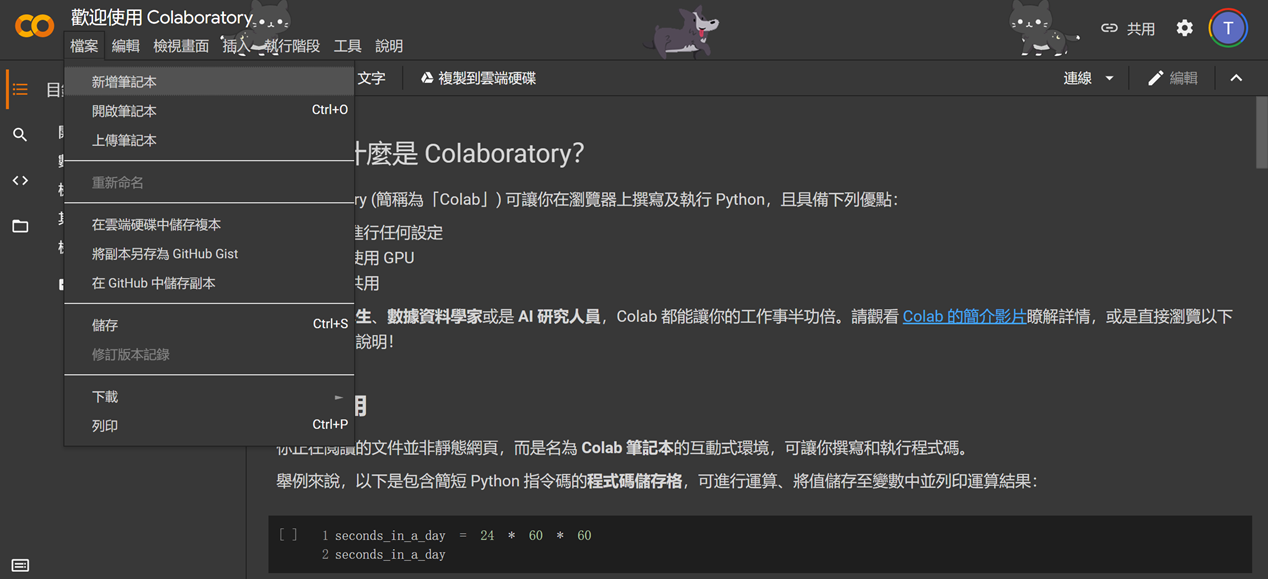 歡迎使用 Colaboratory
檔案 編輯 檢視畫面 插入 執行階段 工具 說明
共用
T
目錄
新增筆記本
開啟筆記本 Ctrl+O
上傳筆記本
重新命名
在雲端硬碟中儲存複本
將副本另存為 GitHub Gist
在 GitHub 中儲存副本
儲存 Ctrl+S
修訂版本記錄
下載
列印 Ctrl+P
文字 複製到雲端硬碟 連線 編輯
什麼是 Colaboratory?
ry (簡稱為「Colab」) 可讓你在瀏覽器上撰寫及執行 Python，且具備下列優點：
進行任何設定
使用 GPU
共用
生、數據資料學家或是 AI 研究人員，Colab 都能讓你的工作事半功倍。請觀看 Colab 的簡介影片瞭解詳情，或是直接瀏覽以下
說明！
用
你正在閱讀的文件並非靜態網頁，而是名為 Colab 筆記本的互動式環境，可讓你撰寫和執行程式碼。
舉例來說，以下是包含簡短 Python 指令碼的程式碼儲存格，可進行運算、將值儲存至變數中並列印運算結果：
[ ] 1 seconds_in_a_day = 24 * 60 * 60
2 seconds_in_a_day